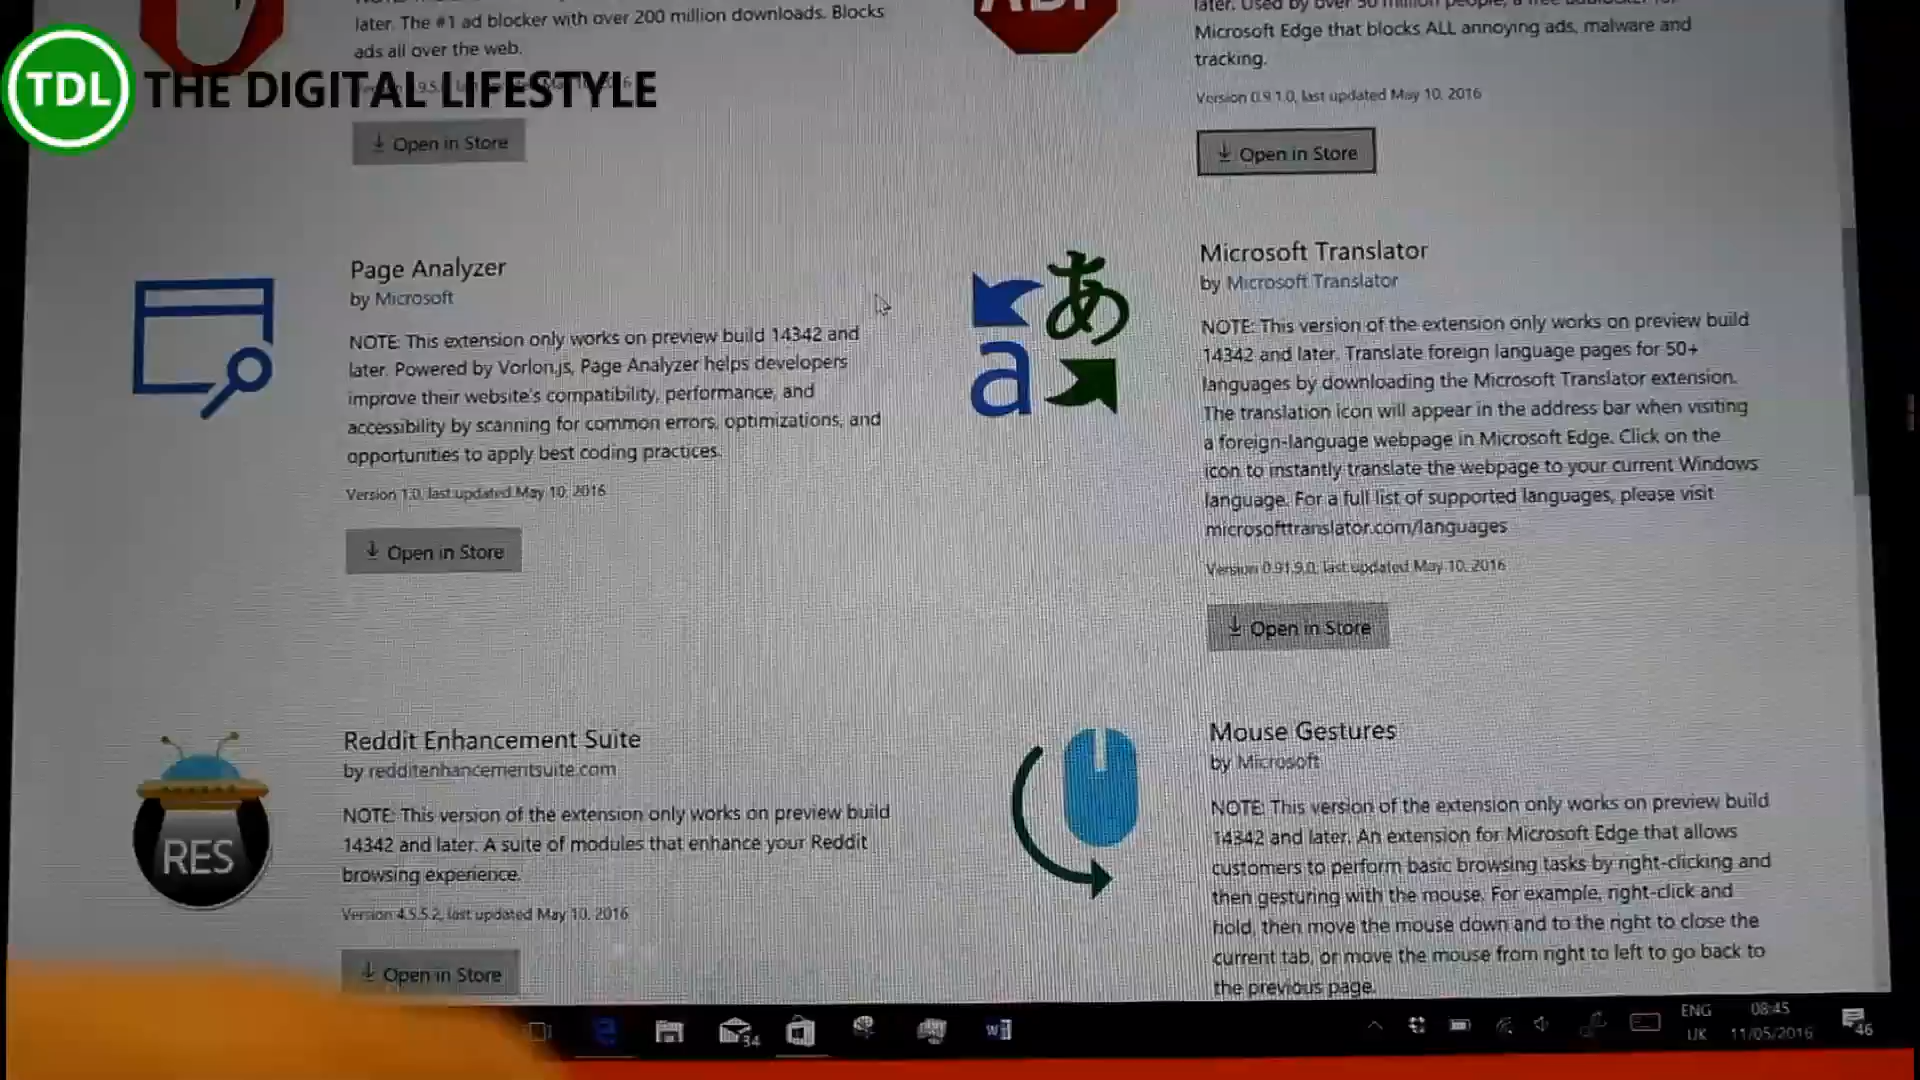 later. The #1 ad blocker with over 200 million downloads. Blocks
ads all over the web.
TDL THE DIGITAL LIFESTYLE
Open in Store
ABP
later. Used by over 50 million people, a free adblocker for
Microsoft Edge that blocks ALL annoying ads, malware and
tracking.
Version 0.9.1.0, last updated May 10, 2016
Open in Store
Page Analyzer
by Microsoft
NOTE: This extension only works on preview build 14342 and
later. Powered by Vorlon.js, Page Analyzer helps developers
improve their website's compatibility, performance, and
accessibility by scanning for common errors, optimizations, and
opportunities to apply best coding practices.
Version 1.0, last updated May 10, 2016
Open in Store
あ
a
Microsoft Translator
by Microsoft Translator
NOTE: This version of the extension only works on preview build
14342 and later. Translate foreign language pages for 50+
languages by downloading the Microsoft Translator extension.
The translation icon will appear in the address bar when visiting
a foreign-language webpage in Microsoft Edge. Click on the
icon to instantly translate the webpage to your current Windows
language. For a full list of supported languages, please visit
microsofttranslator.com/languages
Version 0.91.9.0, last updated May 10, 2016
Open in Store
RES
Reddit Enhancement Suite
by redditenhancementsuite.com
NOTE: This version of the extension only works on preview build
14342 and later. A suite of modules that enhance your Reddit
browsing experience.
Version 4.5.5.2, last updated May 10, 2016
Open in Store
Mouse Gestures
by Microsoft
NOTE: This version of the extension only works on preview build
14342 and later. An extension for Microsoft Edge that allows
customers to perform basic browsing tasks by right-clicking and
then gesturing with the mouse. For example, right-click and
hold, then move the mouse down and to the right to close the
current tab, or move the mouse from right to left to go back to
the previous page.
34
ENG
UK
08:45
11/05/2016
46